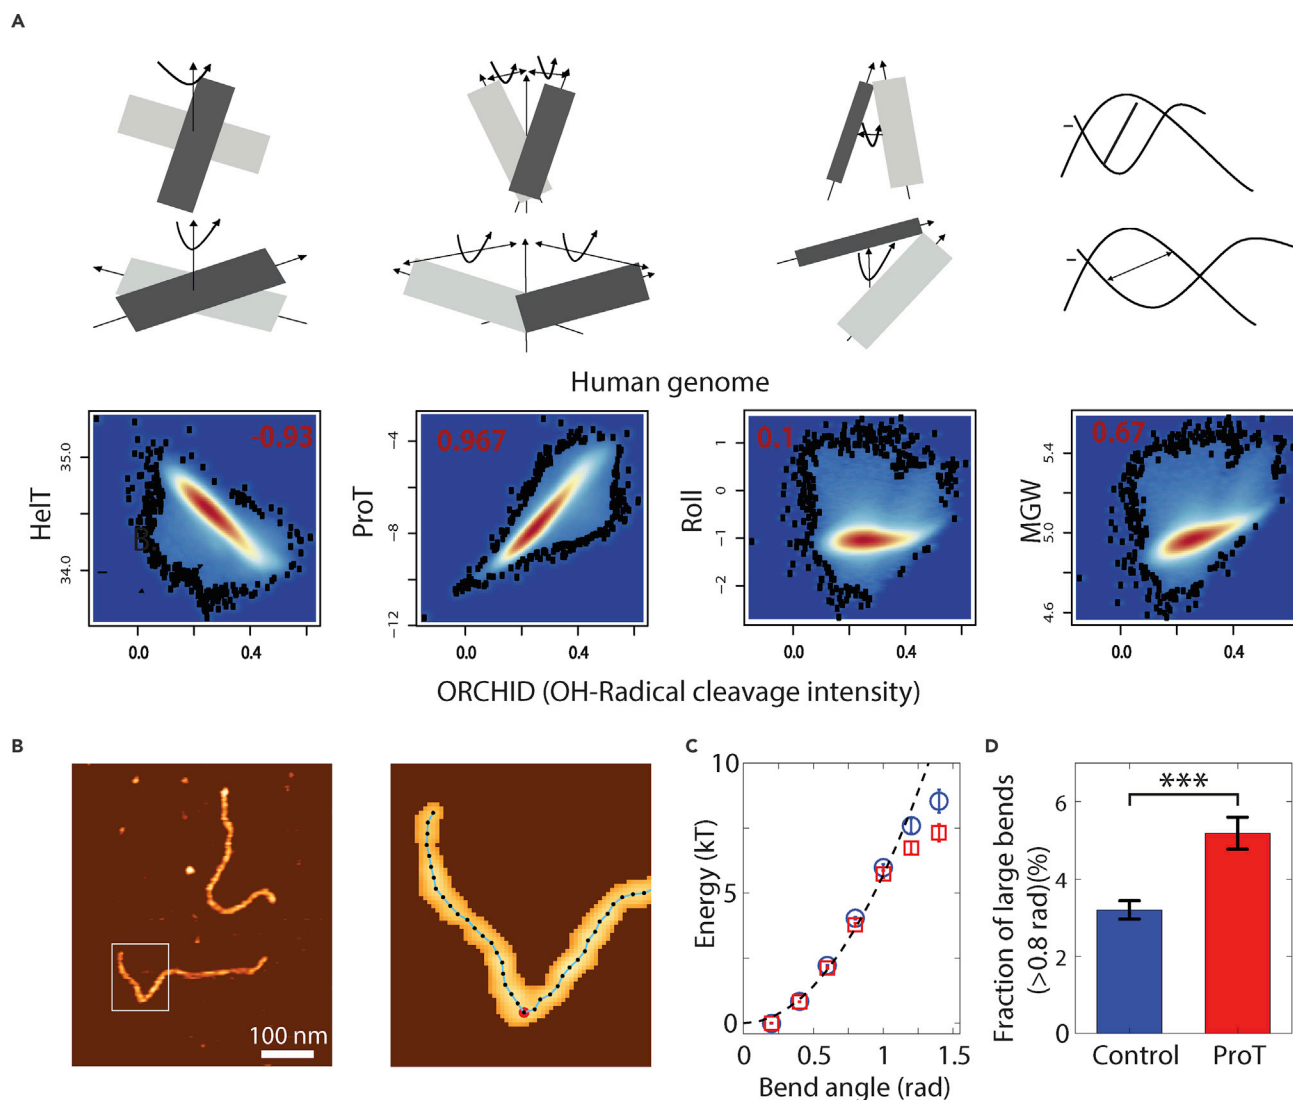 A
Human genome
-0.93
HelT
35.0
34.0
0.0 0.4
0.967
ProT
-4
-8
-12
0.0 0.4
0.1
Roll
1
0
-1
-2
0.0 0.4
0.67
MGW
5.4
5.0
4.6
0.0 0.4
ORCHID (OH-Radical cleavage intensity)
B
100 nm
C
Energy (kT)
10
5
0
0 0.5 1 1.5
Bend angle (rad)
D
Fraction of large bends
(>0.8 rad)(%)
6
4
2
0
***
Control ProT